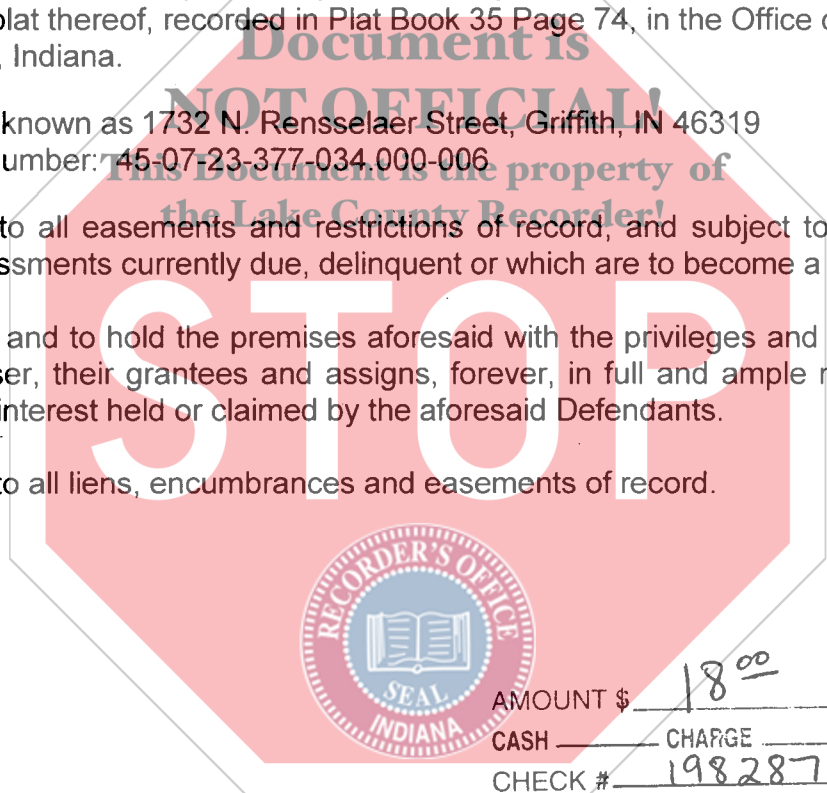 plat thereof, recorded in Plat Book 35 Page 74, in the Office
Document is
, Indiana.
NOT OFFICIAL!
known as 1732 N. Rensselaer Street, Griffith, IN 46319
This Document is the property of
umber: 45-07-23-377-034.000-006
the Lake County Recorder!
to all easements and restrictions of record, and subject to
ssments currently due, delinquent or which are to become a
STOP
and to hold the premises aforesaid with the privileges and
ser, their grantees and assigns, forever, in full and ample
interest held or claimed by the aforesaid Defendants.
to all liens, encumbrances and easements of record.
RECORDER'S OFFICE
SEAL
INDIANA
AMOUNT $ 18 00
CASH CHARGE
CHECK # 198287